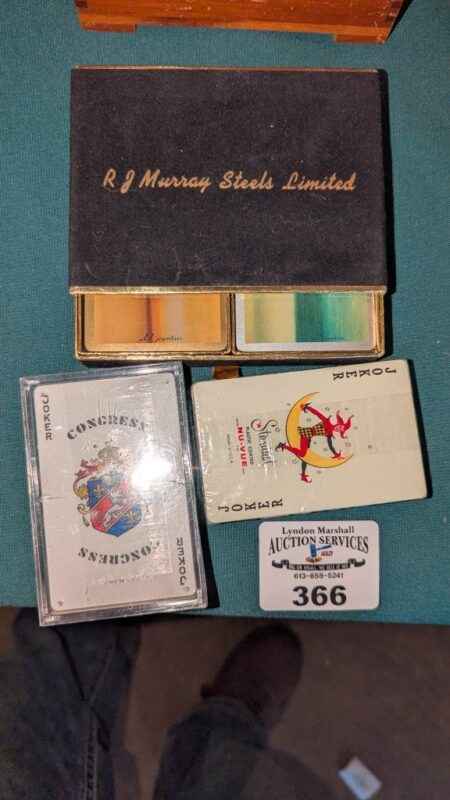 R J Murray Steels Limited
JOKER
CONGRESS
CONGRESS
JOKER
JOKER
Stardust
NU-VUE
JOKER
Lyndon Marshall
AUCTION SERVICES
613-659-5241
366